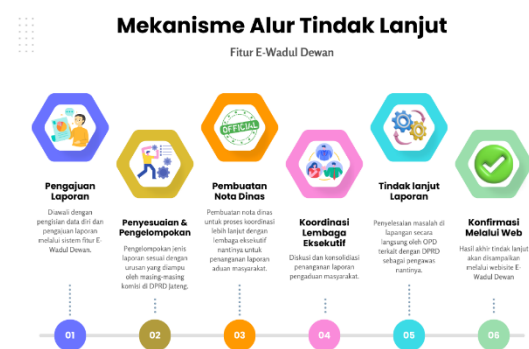 Mekanisme Alur Tindak Lanjut
Fitur E-Wadul Dewan
OFFICIAL
Pengajuan
Laporan
Diawali dengan
pengisian data diri dan
pengajuan laporan
melalui sistem fitur E-
Wadul Dewan.
Penyesuaian &
Pengelompokan
Pengelompokan jenis
laporan sesuai dengan
urusan yang diampu
oleh masing-masing
komisi di DPRD Jateng.
Pembuatan
Nota Dinas
Pembuatan nota dinas
untuk proses koordinasi
lebih lanjut dengan
lembaga eksekutif
nantinya untuk
penanganan laporan
aduan masyarakat.
Koordinasi
Lembaga
Eksekutif
Diskusi dan konsolidasi
penanganan laporan
pengaduan masyarakat.
Tindak lanjut
Laporan
Penyelesaian masalah di
lapangan secara
langsung oleh OPD
terkait dengan DPRD
sebagai pengawas
nantinya.
Konfirmasi
Melalui Web
Hasil akhir tindak lanjut
akan disampaikan
melalui website E-
Wadul Dewan
01
02
03
04
05
06